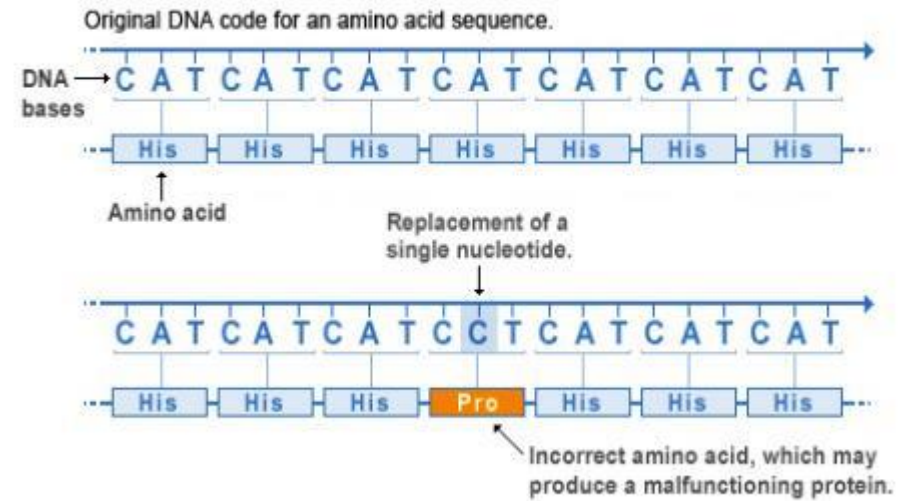 Original DNA code for an amino acid sequence.
DNA bases
C A T C A T C A T C A T C A T C A T C A T
His His His His His His His
Amino acid
Replacement of a
single nucleotide.
C A T C A T C A T C C T C A T C A T C A T
His His His Pro His His His
Incorrect amino acid, which may
produce a malfunctioning protein.